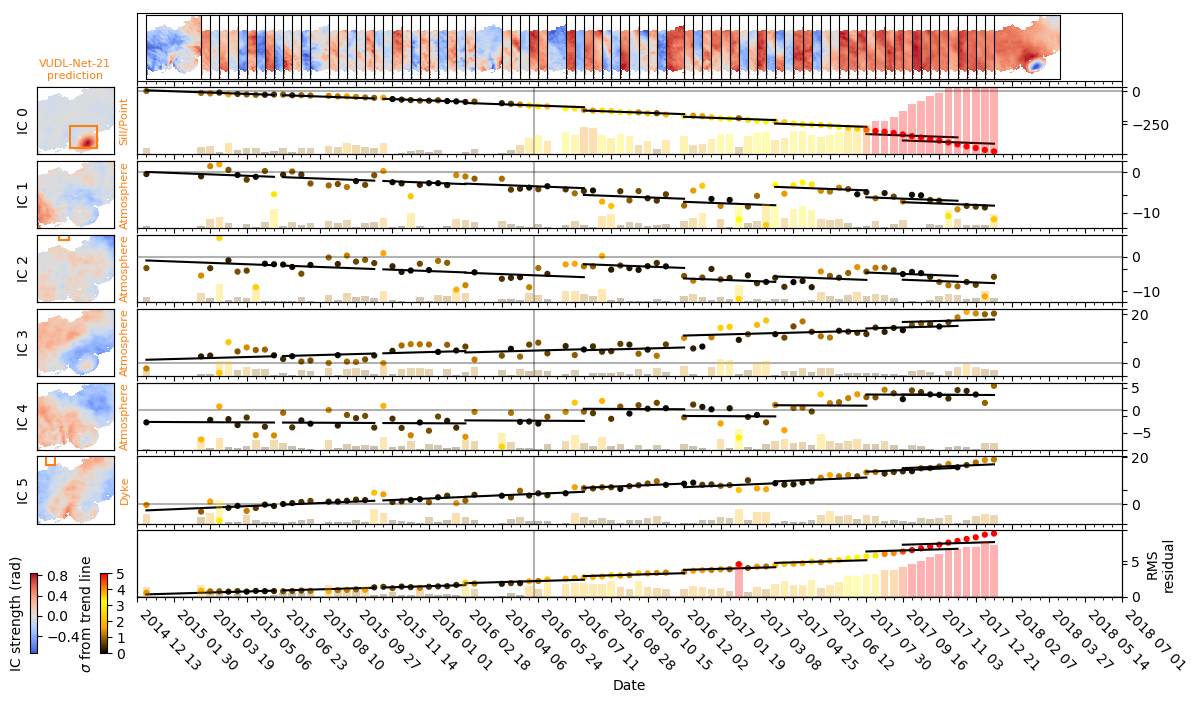 VUDL-Net-21
prediction
IC 0
Sill/Point
0
−250
IC 1
Atmosphere
0
−10
IC 2
Atmosphere
0
−10
IC 3
Atmosphere
20
0
IC 4
Atmosphere
5
0
−5
IC 5
Dyke
20
0
RMS
residual
5
0
IC strength (rad)
0.8
0.4
0.0
−0.4
σ from trend line
5
4
3
2
1
0
2014 12 13
2015 01 30
2015 03 19
2015 05 06
2015 06 23
2015 08 10
2015 09 27
2015 11 14
2016 01 01
2016 02 18
2016 04 06
2016 05 24
2016 07 11
2016 08 28
2016 10 15
2016 12 02
2017 01 19
2017 03 08
2017 04 25
2017 06 12
2017 07 30
2017 09 16
2017 11 03
2017 12 21
2018 02 07
2018 03 27
2018 05 14
2018 07 01
Date